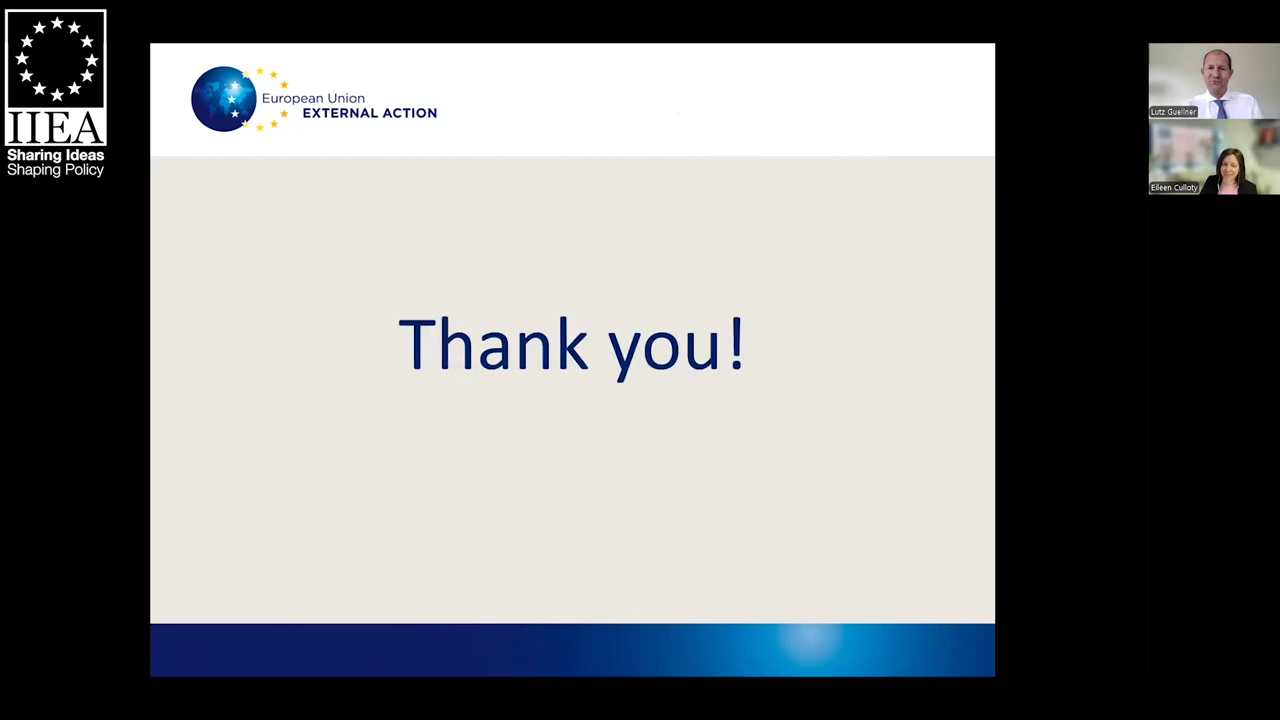 IIEA
Sharing Ideas
Shaping Policy
European Union
EXTERNAL ACTION
Thank you!
Lutz Guellner
Eileen Culloty